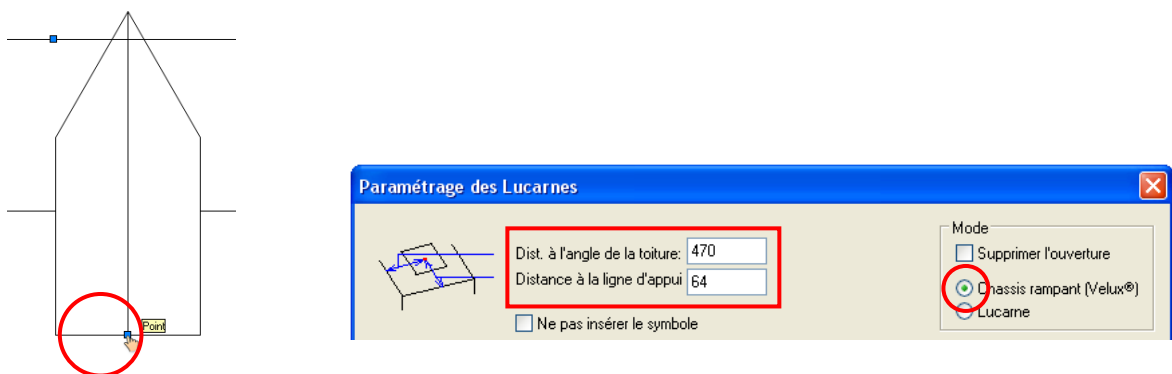 Point
Paramétrage des Lucarnes
Dist. à l'angle de la toiture: 470
Distance à la ligne d'appui 64
Ne pas insérer le symbole
Mode
Supprimer l'ouverture
Chassis rampant (Velux®)
Lucarne